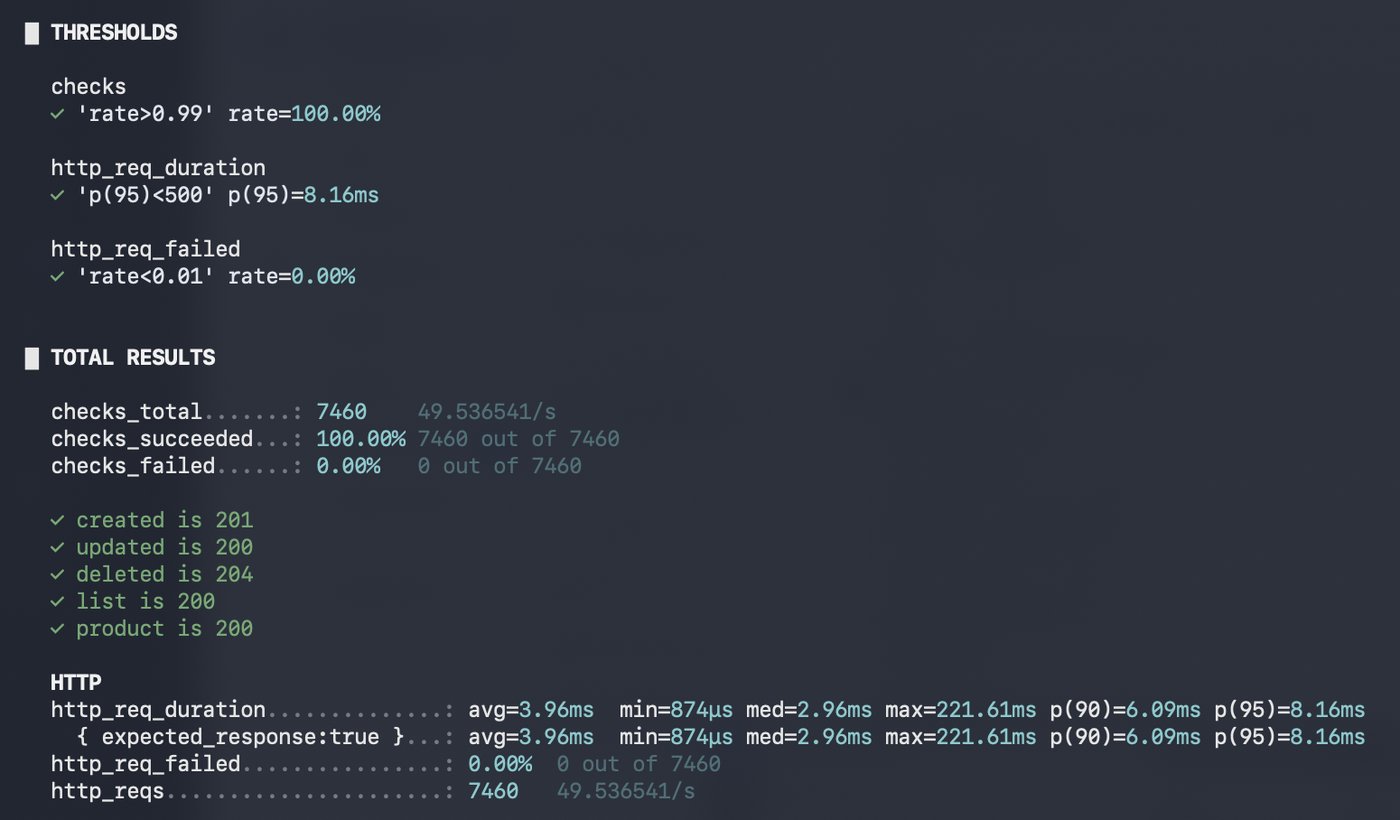 █ THRESHOLDS
checks
✓ 'rate>0.99' rate=100.00%
http_req_duration
✓ 'p(95)<500' p(95)=8.16ms
http_req_failed
✓ 'rate<0.01' rate=0.00%
█ TOTAL RESULTS
checks_total.......: 7460    49.536541/s
checks_succeeded...: 100.00% 7460 out of 7460
checks_failed......: 0.00%   0 out of 7460
✓ created is 201
✓ updated is 200
✓ deleted is 204
✓ list is 200
✓ product is 200
HTTP
http_req_duration..............: avg=3.96ms  min=874µs med=2.96ms max=221.61ms p(90)=6.09ms p(95)=8.16ms
  { expected_response:true }...: avg=3.96ms  min=874µs med=2.96ms max=221.61ms p(90)=6.09ms p(95)=8.16ms
http_req_failed................: 0.00%  0 out of 7460
http_reqs......................: 7460   49.536541/s